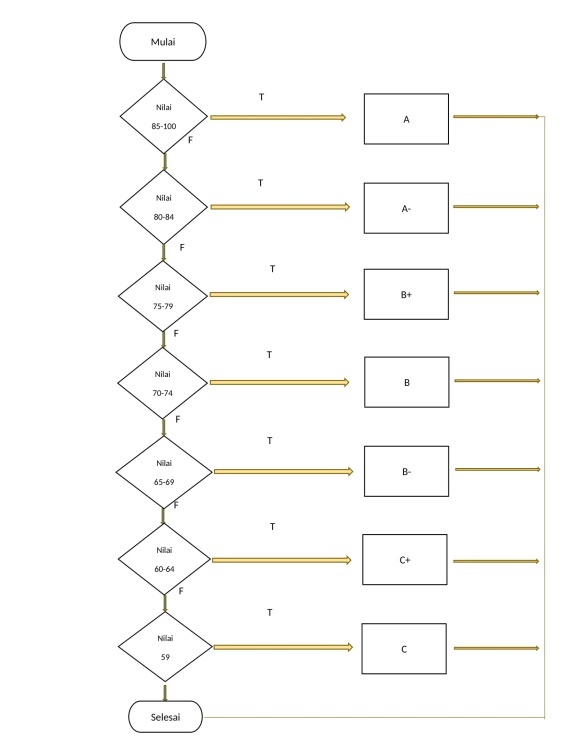 Mulai
T
Nilai
85-100
A
F
T
Nilai
80-84
A-
F
T
Nilai
75-79
B+
F
T
Nilai
70-74
B
F
T
Nilai
65-69
B-
F
T
Nilai
60-64
C+
F
T
Nilai
59
C
Selesai